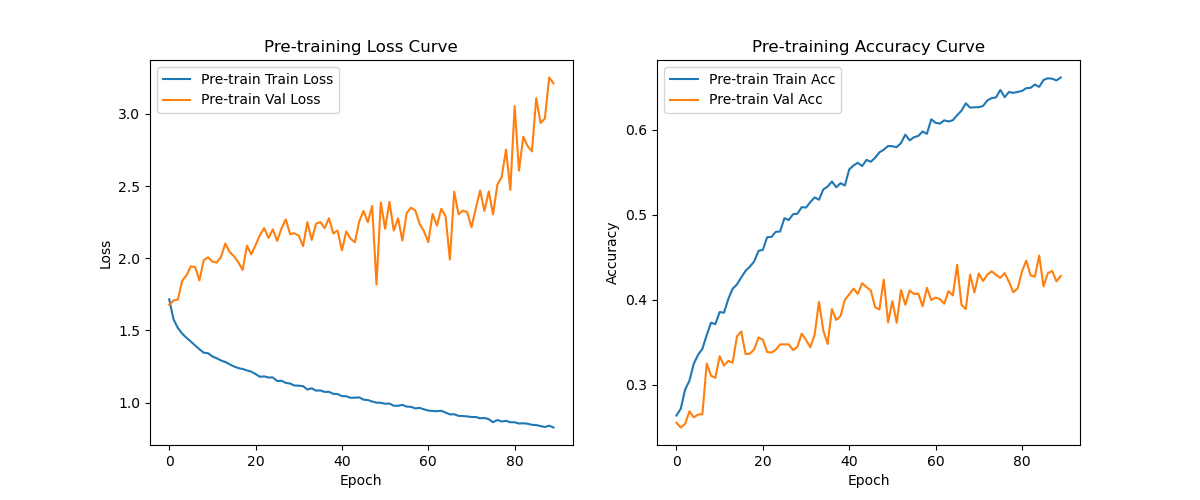 Pre-training Loss Curve
Pre-train Train Loss
Pre-train Val Loss
3.0
2.5
2.0
1.5
1.0
Loss
0
20
40
60
80
Epoch
Pre-training Accuracy Curve
Pre-train Train Acc
Pre-train Val Acc
0.6
0.5
0.4
0.3
Accuracy
0
20
40
60
80
Epoch